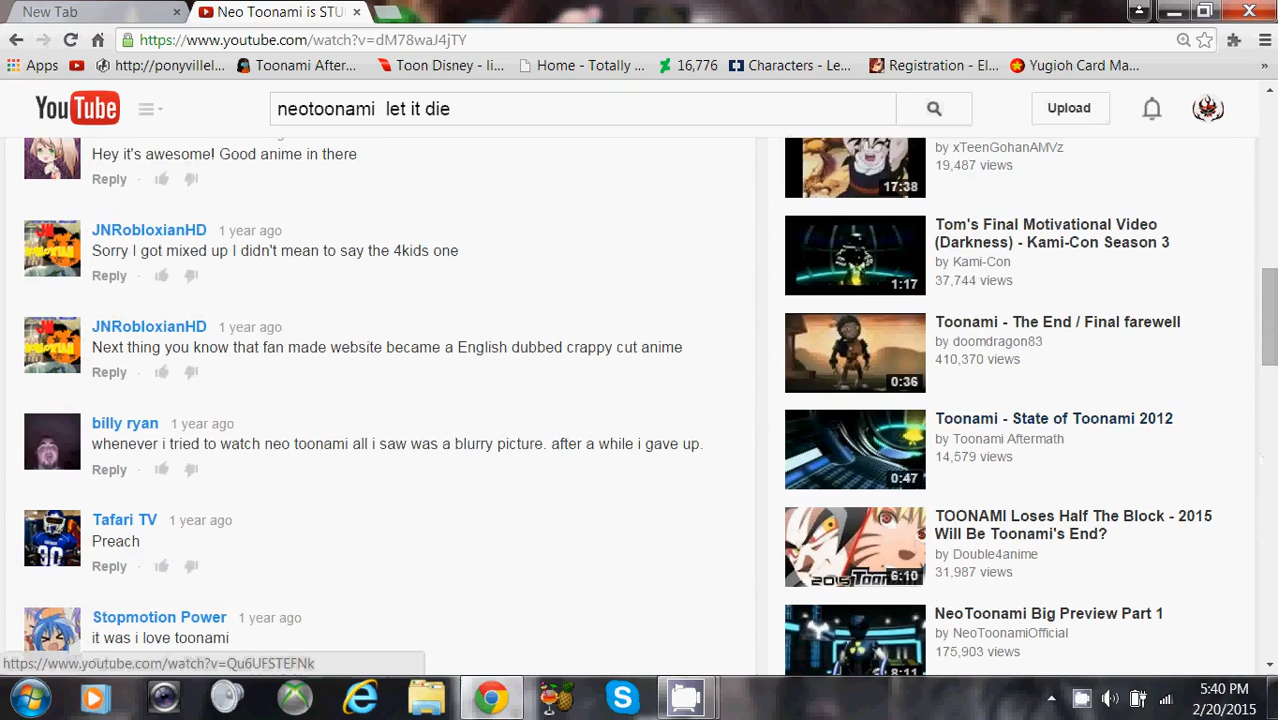 New Tab
Neo Toonami is STU
https://www.youtube.com/watch?v=dM78waJ4jTY
Apps
http://ponyvillel...
Toonami After...
Toon Disney - li...
Home - Totally ...
16,776
Characters - Le...
Registration - El...
Yugioh Card Ma...
»
YouTube
neotoonami let it die
Upload
Hey it's awesome! Good anime in there
Reply
JNRobloxianHD 1 year ago
Sorry I got mixed up I didn't mean to say the 4kids one
Reply
JNRobloxianHD 1 year ago
Next thing you know that fan made website became a English dubbed crappy cut anime
Reply
billy ryan 1 year ago
whenever i tried to watch neo toonami all i saw was a blurry picture. after a while i gave up.
Reply
Tafari TV 1 year ago
Preach
Reply
Stopmotion Power 1 year ago
it was i love toonami
by xTeenGohanAMVz
19,487 views
17:38
Tom's Final Motivational Video
(Darkness) - Kami-Con Season 3
by Kami-Con
37,744 views
1:17
Toonami - The End / Final farewell
by doomdragon83
410,370 views
0:36
Toonami - State of Toonami 2012
by Toonami Aftermath
14,579 views
0:47
TOONAMI Loses Half The Block - 2015
Will Be Toonami's End?
by Double4anime
31,987 views
6:10
NeoToonami Big Preview Part 1
by NeoToonamiOfficial
175,903 views
8:11
https://www.youtube.com/watch?v=Qu6UFSTEFNk
5:40 PM
2/20/2015